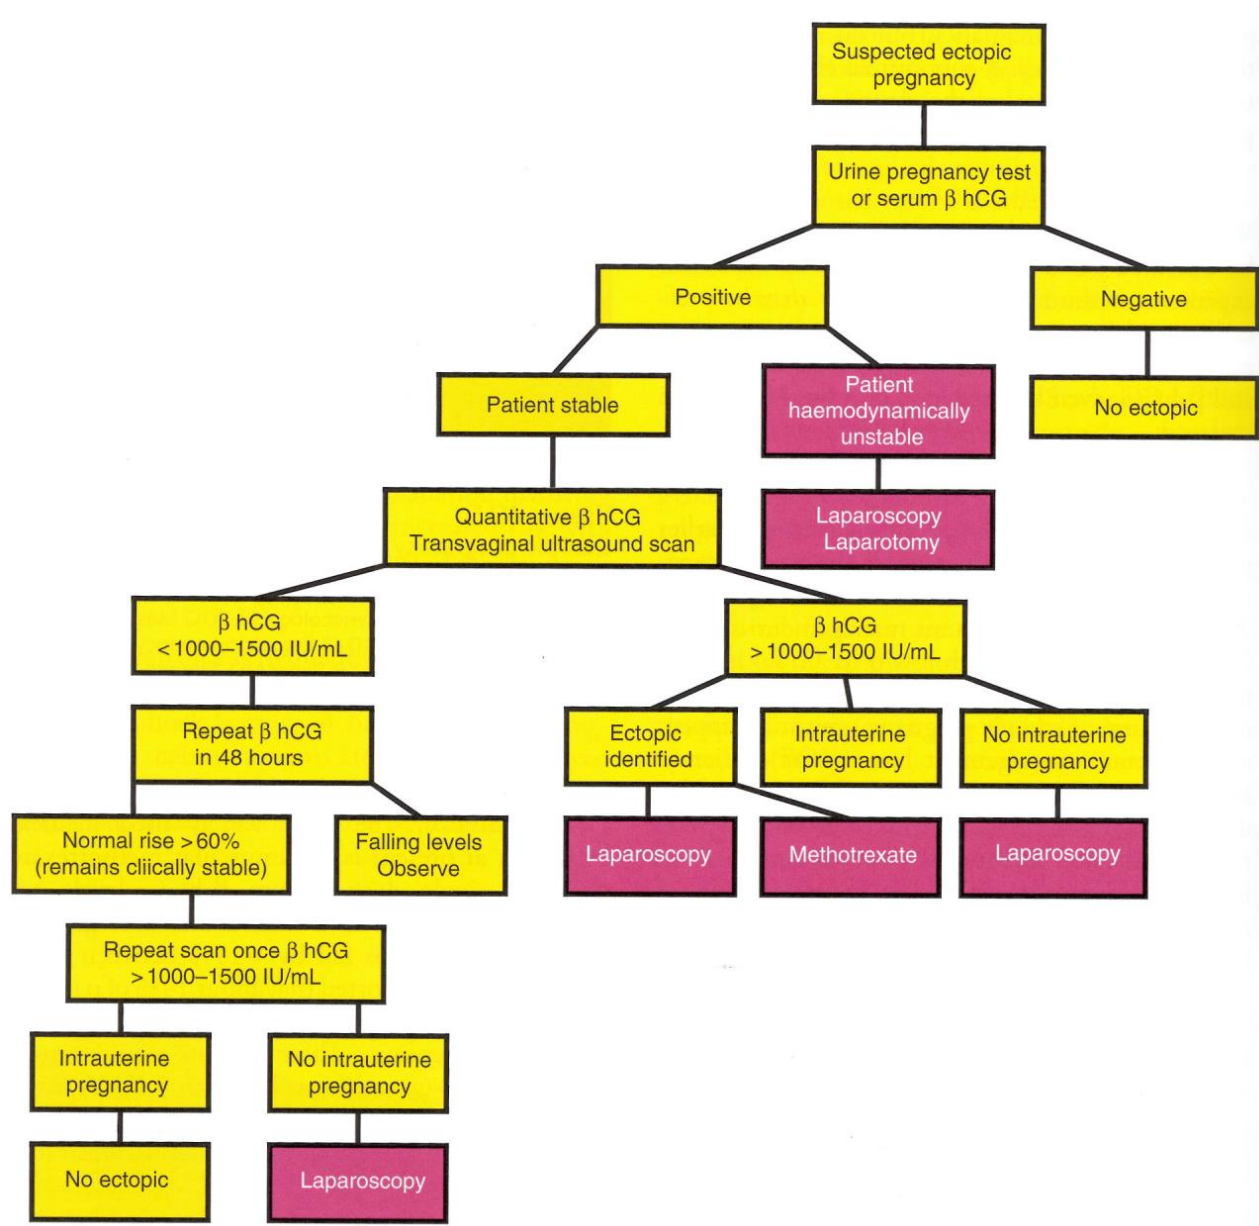 Suspected ectopic
pregnancy
Urine pregnancy test
or serum β hCG
Positive
Negative
Patient stable
Patient
haemodynamically
unstable
No ectopic
Quantitative β hCG
Transvaginal ultrasound scan
Laparoscopy
Laparotomy
β hCG
<1000–1500 IU/mL
β hCG
>1000–1500 IU/mL
Repeat β hCG
in 48 hours
Ectopic
identified
Intrauterine
pregnancy
No intrauterine
pregnancy
Normal rise >60%
(remains cliically stable)
Falling levels
Observe
Laparoscopy
Methotrexate
Laparoscopy
Repeat scan once β hCG
>1000–1500 IU/mL
Intrauterine
pregnancy
No intrauterine
pregnancy
No ectopic
Laparoscopy